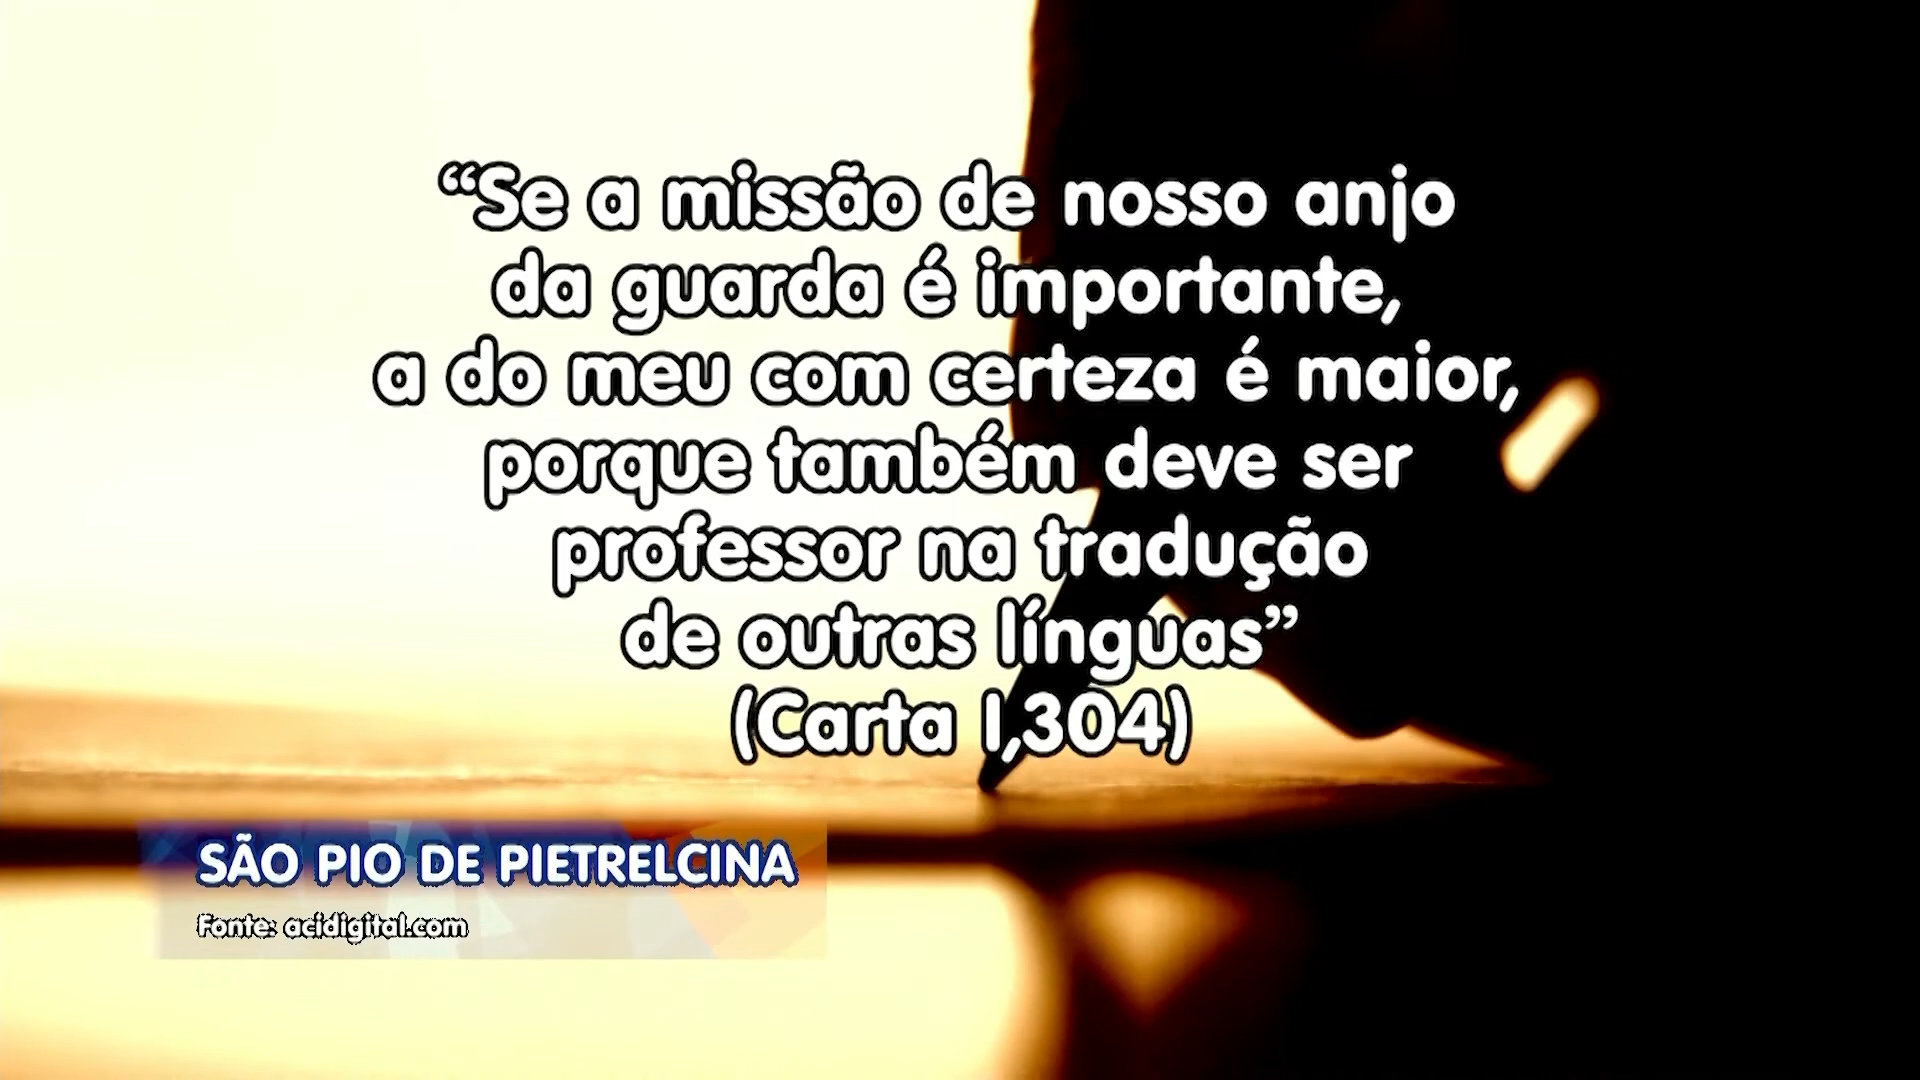 “Se a missão de nosso anjo
da guarda é importante,
a do meu com certeza é maior,
porque também deve ser
professor na tradução
de outras línguas”
(Carta I,304)
SÃO PIO DE PIETRELCINA
Fonte: acidigital.com